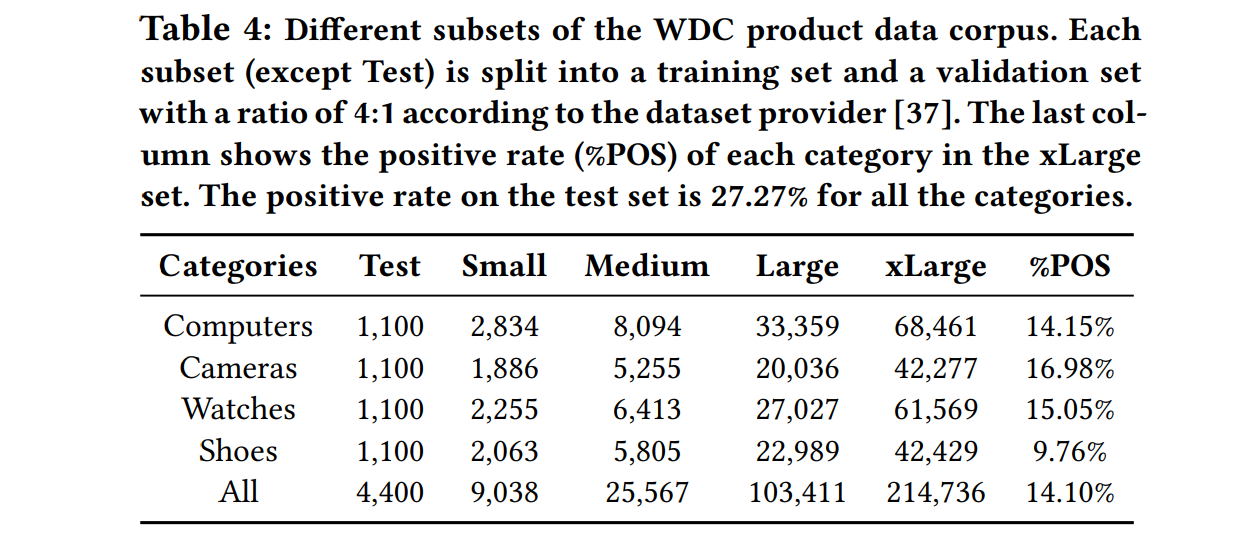 Table 4: Different subsets of the WDC product data corpus. Each
subset (except Test) is split into a training set and a validation set
with a ratio of 4:1 according to the dataset provider [37]. The last col-
umn shows the positive rate (%POS) of each category in the xLarge
set. The positive rate on the test set is 27.27% for all the categories.
Categories Test Small Medium Large xLarge %POS
Computers 1,100 2,834 8,094 33,359 68,461 14.15%
Cameras 1,100 1,886 5,255 20,036 42,277 16.98%
Watches 1,100 2,255 6,413 27,027 61,569 15.05%
Shoes 1,100 2,063 5,805 22,989 42,429 9.76%
All 4,400 9,038 25,567 103,411 214,736 14.10%